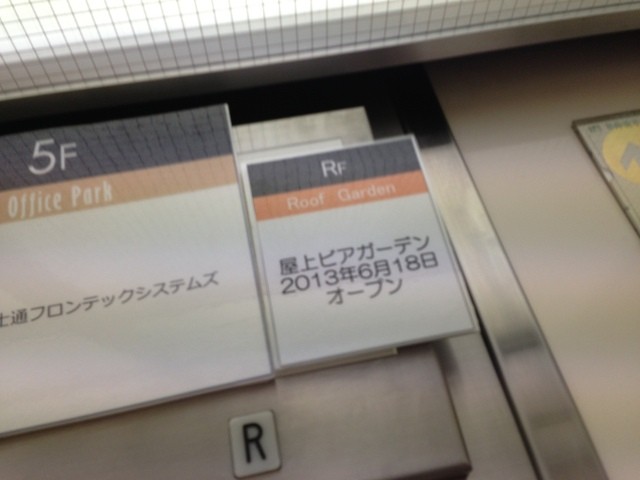 5F
Office Park
士通フロンテックシステムズ
RF
Roof Garden
屋上ビアガーデン
2013年6月18日
オープン
R